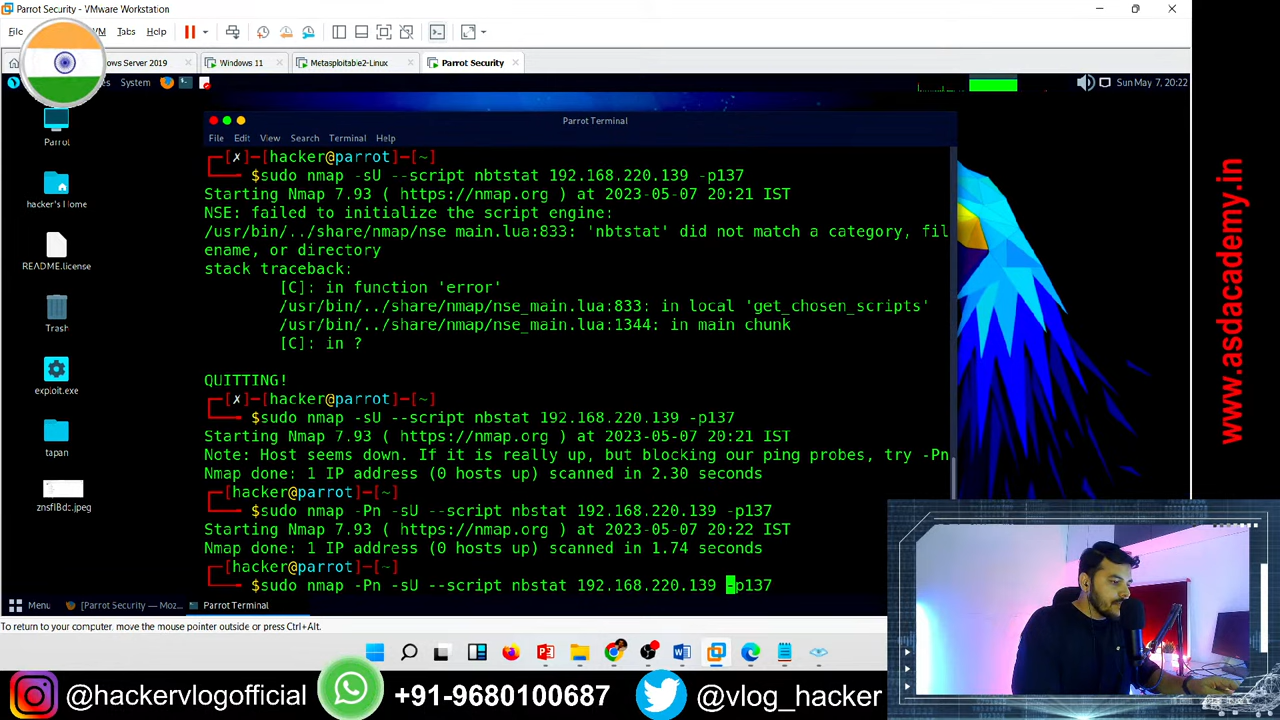 Parrot Security - VMware Workstation
File
VM
Tabs
Help
ows Server 2019
Windows 11
Metasploitable2-Linux
Parrot Security
System
Sun May 7, 20:22
Parrot Terminal
File Edit View Search Terminal Help
┌─[✗]─[hacker@parrot]─[~]
└──╼ $sudo nmap -sU --script nbtstat 192.168.220.139 -p137
Starting Nmap 7.93 ( https://nmap.org ) at 2023-05-07 20:21 IST
NSE: failed to initialize the script engine:
/usr/bin/../share/nmap/nse_main.lua:833: 'nbtstat' did not match a category, fil
ename, or directory
stack traceback:
[C]: in function 'error'
/usr/bin/../share/nmap/nse_main.lua:833: in local 'get_chosen_scripts'
/usr/bin/../share/nmap/nse_main.lua:1344: in main chunk
[C]: in ?
QUITTING!
┌─[✗]─[hacker@parrot]─[~]
└──╼ $sudo nmap -sU --script nbstat 192.168.220.139 -p137
Starting Nmap 7.93 ( https://nmap.org ) at 2023-05-07 20:21 IST
Note: Host seems down. If it is really up, but blocking our ping probes, try -Pn
Nmap done: 1 IP address (0 hosts up) scanned in 2.30 seconds
┌─[hacker@parrot]─[~]
└──╼ $sudo nmap -Pn -sU --script nbstat 192.168.220.139 -p137
Starting Nmap 7.93 ( https://nmap.org ) at 2023-05-07 20:22 IST
Nmap done: 1 IP address (0 hosts up) scanned in 1.74 seconds
┌─[hacker@parrot]─[~]
└──╼ $sudo nmap -Pn -sU --script nbstat 192.168.220.139 -p137
Parrot
hacker's Home
README.license
Trash
exploit.exe
tapan
znsflBdc.jpeg
Menu
[Parrot Security — Moz...
Parrot Terminal
To return to your computer, move the mouse pointer outside or press Ctrl+Alt.
www.asdacademy.in
@hackervlogofficial
+91-9680100687
@vlog_hacker